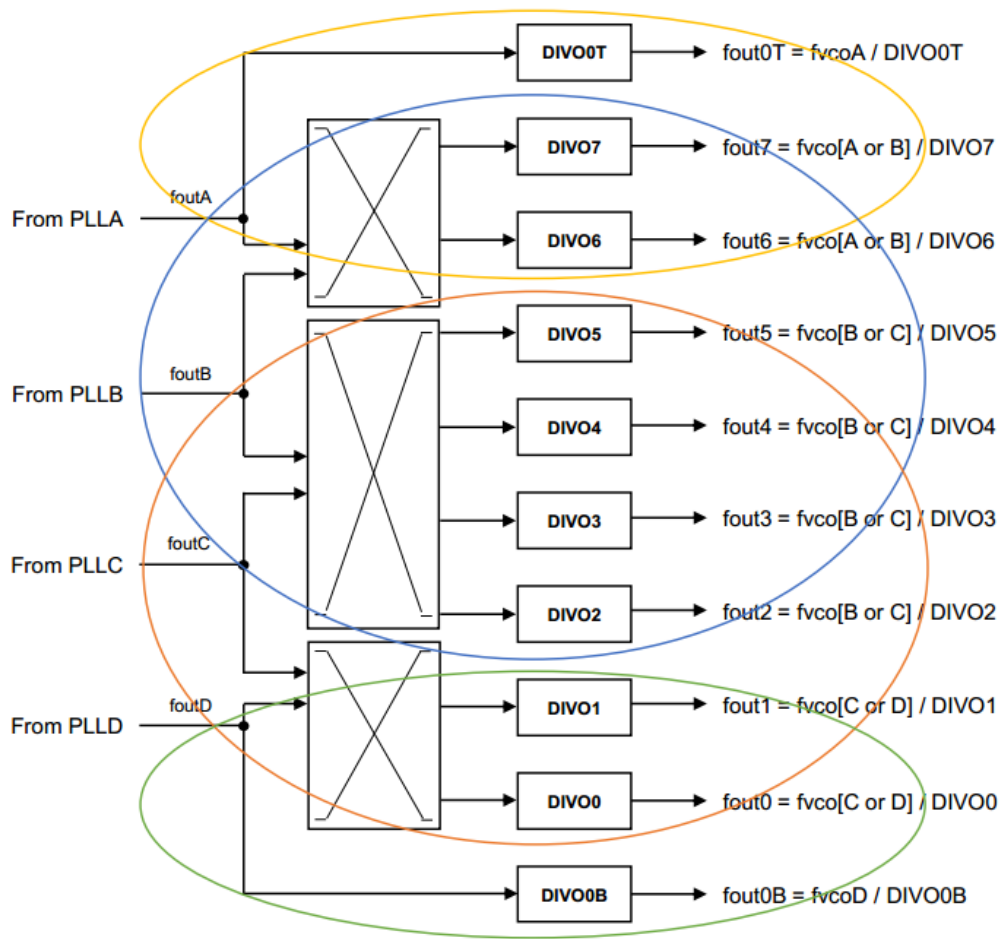 DIVO0T
fout0T = fvcoA / DIVO0T
DIVO7
fout7 = fvco[A or B] / DIVO7
foutA
From PLLA
DIVO6
fout6 = fvco[A or B] / DIVO6
DIVO5
fout5 = fvco[B or C] / DIVO5
foutB
From PLLB
DIVO4
fout4 = fvco[B or C] / DIVO4
DIVO3
fout3 = fvco[B or C] / DIVO3
foutC
From PLLC
DIVO2
fout2 = fvco[B or C] / DIVO2
foutD
From PLLD
DIVO1
fout1 = fvco[C or D] / DIVO1
DIVO0
fout0 = fvco[C or D] / DIVO0
DIVO0B
fout0B = fvcoD / DIVO0B